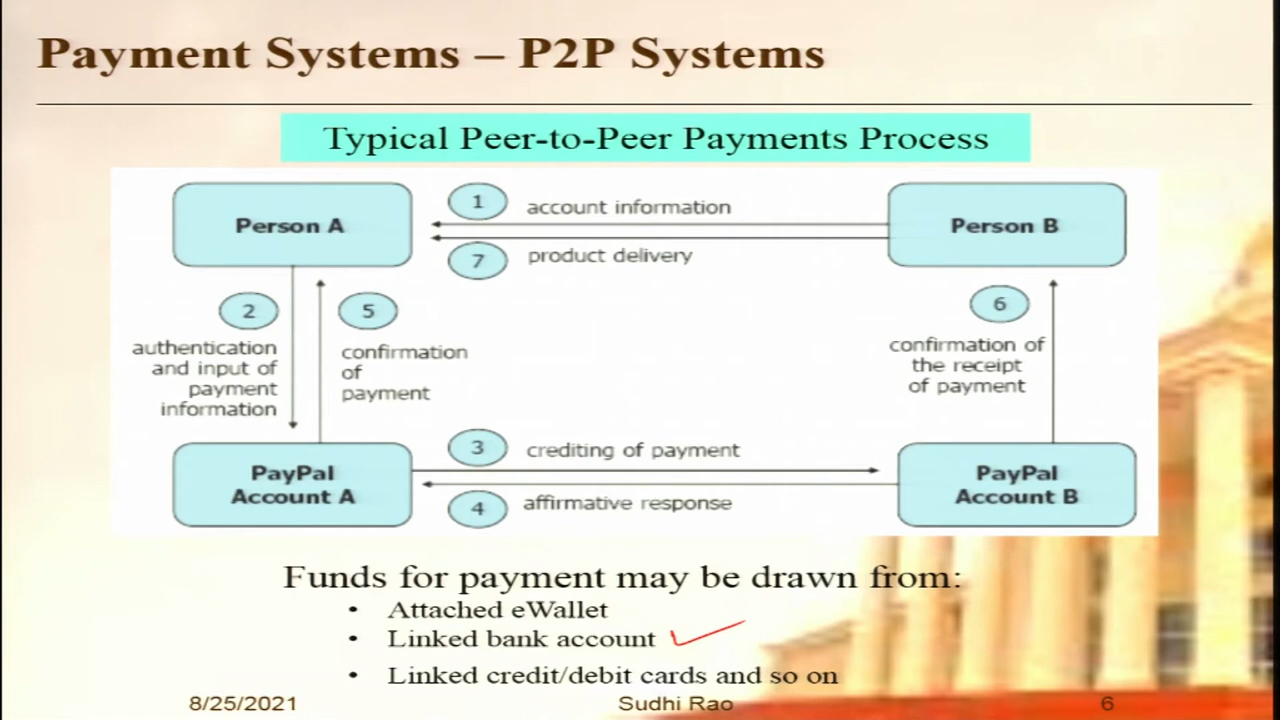 Payment Systems – P2P Systems
Typical Peer-to-Peer Payments Process
Person A
1
account information
Person B
7
product delivery
2
authentication
and input of
payment
information
5
confirmation
of
payment
6
confirmation of
the receipt
of payment
PayPal
Account A
3
crediting of payment
4
affirmative response
PayPal
Account B
Funds for payment may be drawn from:
• Attached eWallet
• Linked bank account
• Linked credit/debit cards and so on
8/25/2021 Sudhi Rao 6